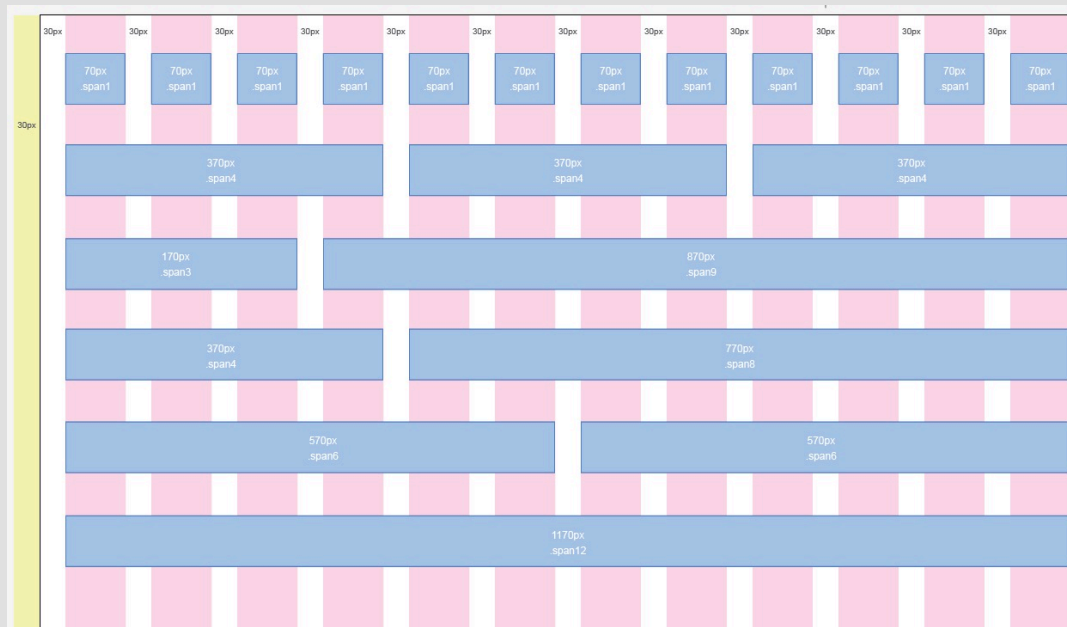 30px 30px 30px 30px 30px 30px 30px 30px 30px 30px 30px 30px
70px 70px 70px 70px 70px 70px 70px 70px 70px 70px 70px 70px
.span1 .span1 .span1 .span1 .span1 .span1 .span1 .span1 .span1 .span1 .span1 .span1
30px
370px 370px 370px
.span4 .span4 .span4
170px 870px
.span3 .span9
370px 770px
.span4 .span8
570px 570px
.span6 .span6
1170px
.span12